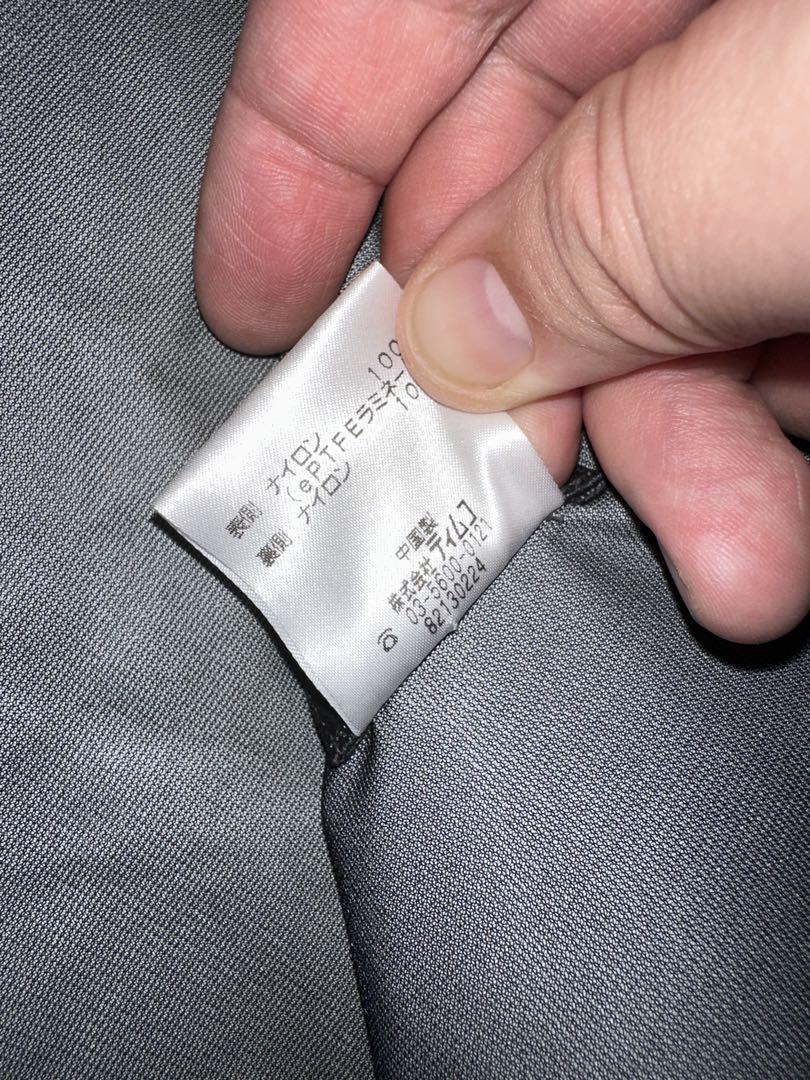 表側 ナイロン 100
(ePTFEラミネー
裏側 ナイロン 10
中国製
株式会社 ティムコ
03-5600-0121
82130224